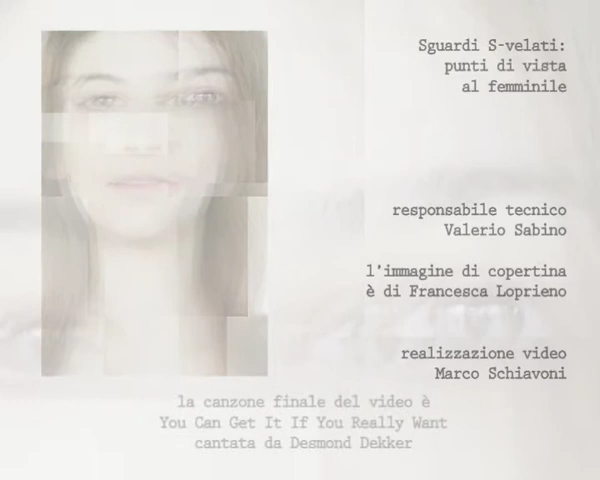 Sguardi S-velati:
punti di vista
al femminile
responsabile tecnico
Valerio Sabino
l'immagine di copertina
è di Francesca Loprieno
realizzazione video
Marco Schiavoni
la canzone finale del video è
You Can Get It If You Really Want
cantata da Desmond Dekker